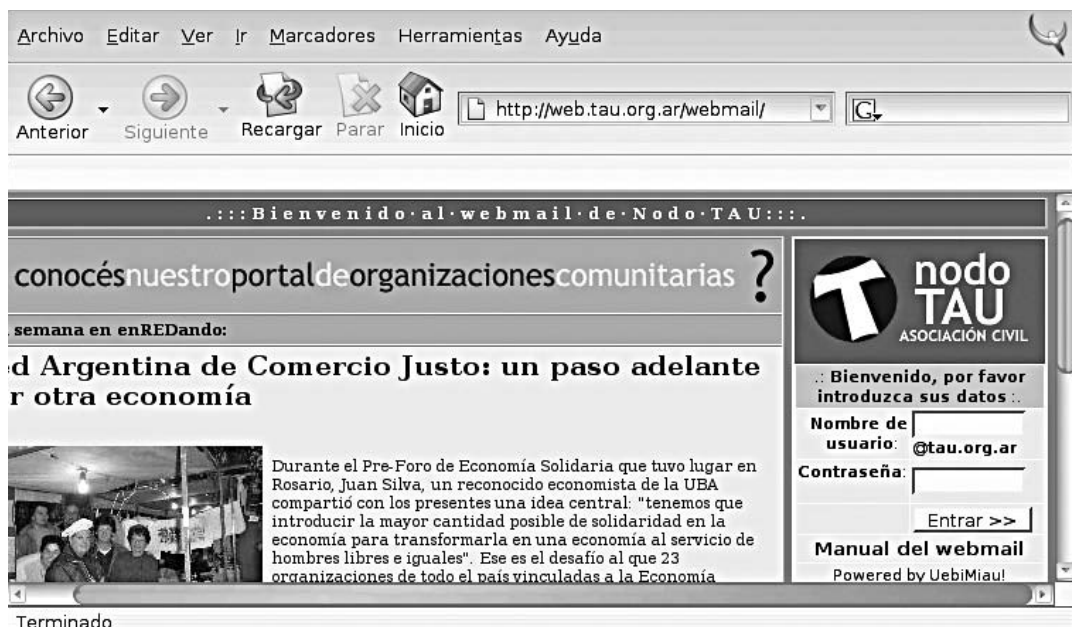 Archivo Editar Ver Ir Marcadores Herramientas Ayuda
Anterior Siguiente Recargar Parar Inicio http://web.tau.org.ar/webmail/ G
.:::Bienvenido·al·webmail·de·Nodo·TAU:::.
conocésnuestroportaldeorganizacionescomunitarias?
semana en enREDando:
d Argentina de Comercio Justo: un paso adelante
r otra economía
Durante el Pre-Foro de Economía Solidaria que tuvo lugar en
Rosario, Juan Silva, un reconocido economista de la UBA
compartió con los presentes una idea central: "tenemos que
introducir la mayor cantidad posible de solidaridad en la
economía para transformarla en una economía al servicio de
hombres libres e iguales". Ese es el desafío al que 23
organizaciones de todo el país vinculadas a la Economía
nodo
TAU
ASOCIACIÓN CIVIL
.: Bienvenido, por favor
introduzca sus datos :.
Nombre de
usuario:
@tau.org.ar
Contraseña:
Entrar >>
Manual del webmail
Powered by UebiMiau!
Terminado